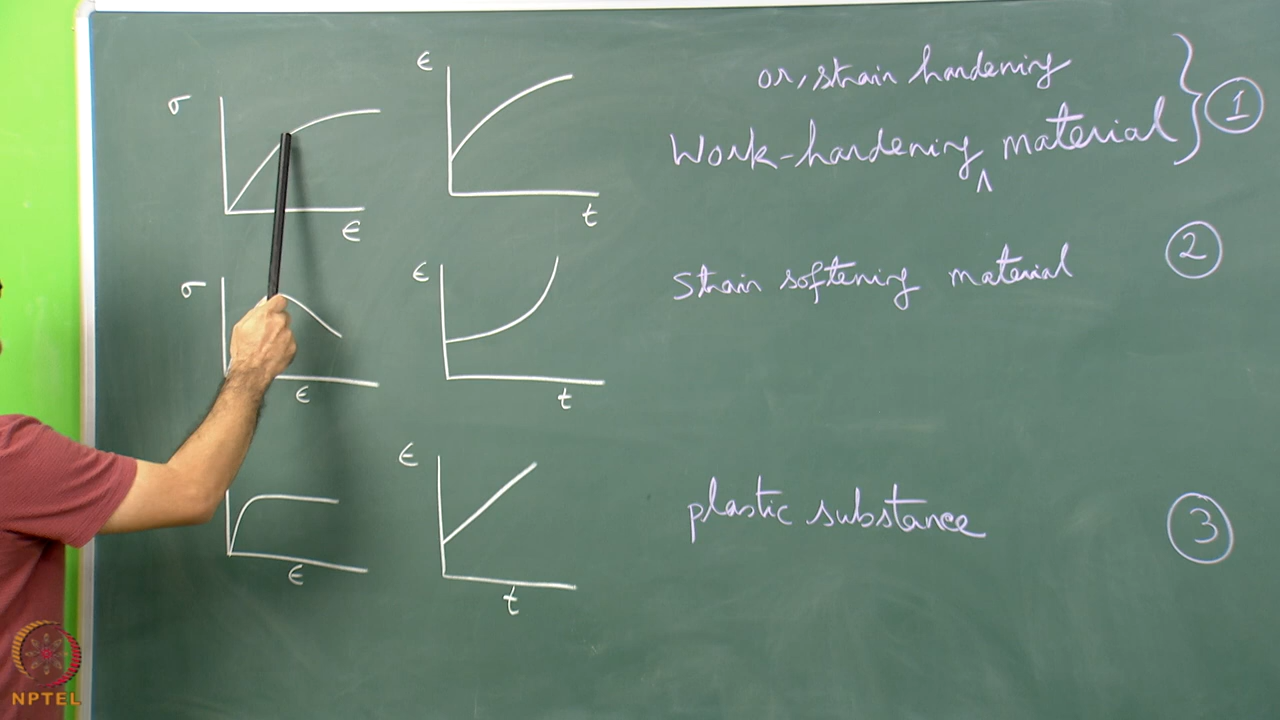 σ
ϵ
ϵ
t
or, strain hardening
Work-hardening ^ material
1
σ
ϵ
ϵ
t
strain softening material
2
ϵ
ϵ
t
plastic substance
3
NPTEL